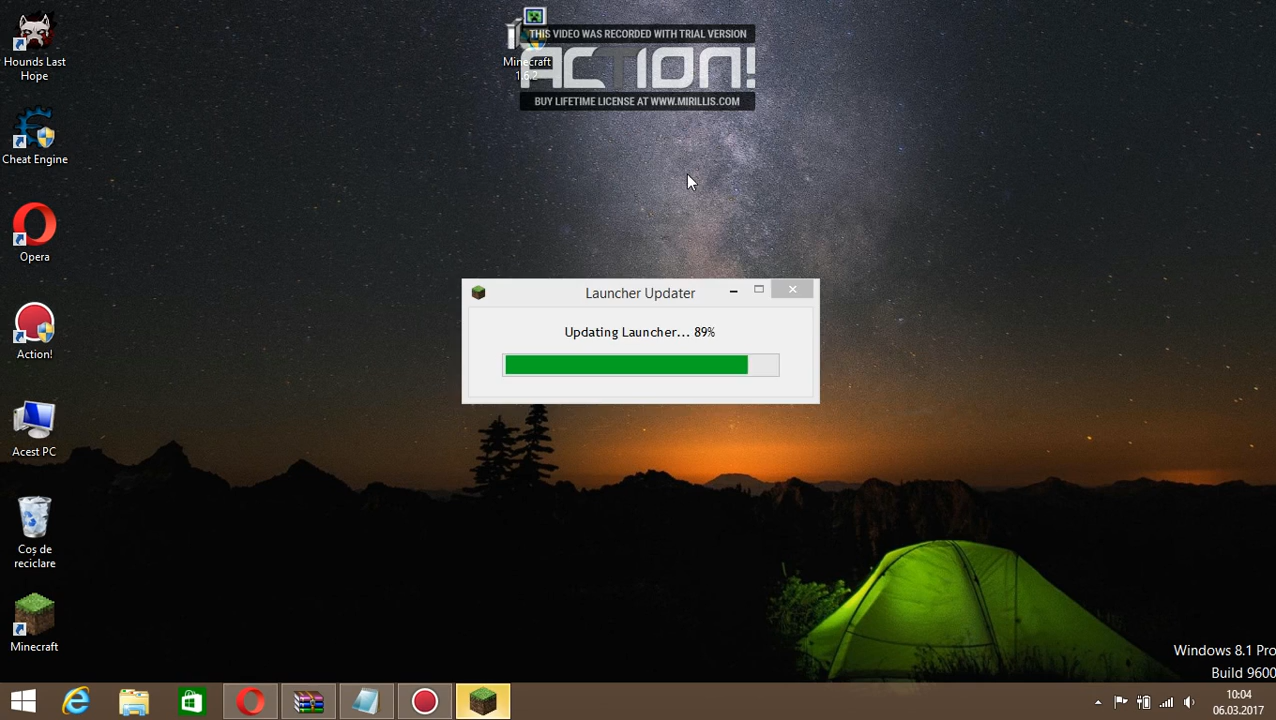 Hounds Last
Hope
Cheat Engine
Opera
Action!
Acest PC
Coș de
reciclare
Minecraft
Minecraft
1.6.2
THIS VIDEO WAS RECORDED WITH TRIAL VERSION
ACTION!
BUY LIFETIME LICENSE AT WWW.MIRILLIS.COM
Launcher Updater
Updating Launcher... 89%
Windows 8.1 Pro
Build 9600
10:04
06.03.2017